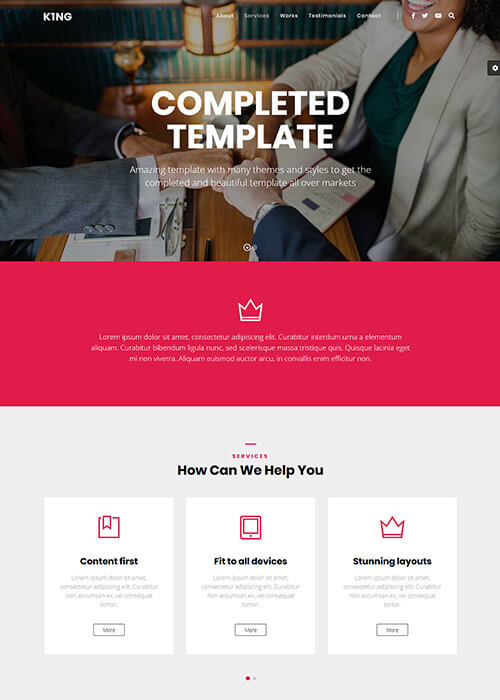 K1NG
About Services Works Testimonials Contact
COMPLETED
TEMPLATE
Amazing template with many themes and styles to get the
completed and beautiful template all over markets
Lorem ipsum dolor sit amet, consectetur adipiscing elit. Curabitur interdum urna a elementum
aliquam. Curabitur bibendum ligula nunc, sed scelerisque massa tristique quis. Quisque lacinia eget
mi non viverra. Aliquam euismod auctor arcu, in convallis enim efficitur non.
SERVICES
How Can We Help You
Content first
Lorem ipsum dolor sit amet,
consectetur adipiscing elit. Curabitur
non accumsan ex, vel consequat
tortor.
More
Fit to all devices
Lorem ipsum dolor sit amet,
consectetur adipiscing elit. Curabitur
non accumsan ex, vel consequat
tortor.
More
Stunning layouts
Lorem ipsum dolor sit amet,
consectetur adipiscing elit. Curabitur
non accumsan ex, vel consequat
tortor.
More